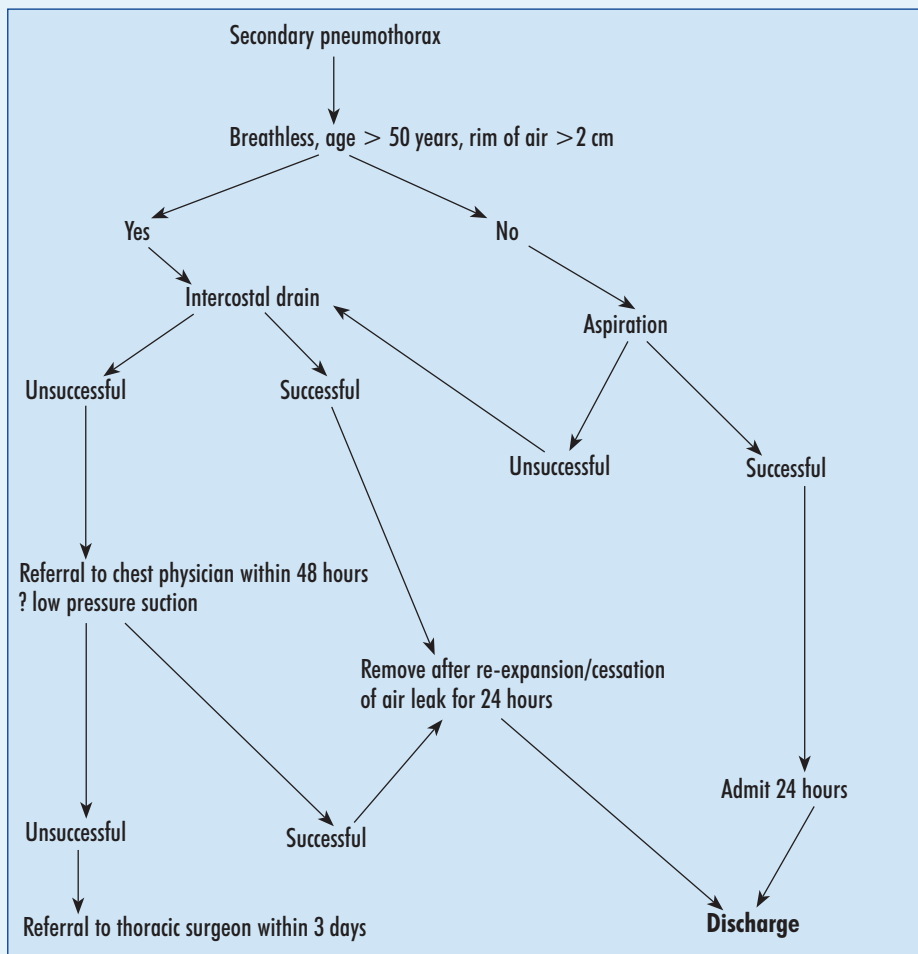 Secondary pneumothorax
Breathless, age > 50 years, rim of air >2 cm
Yes
No
Intercostal drain
Aspiration
Unsuccessful
Successful
Unsuccessful
Successful
Referral to chest physician within 48 hours
? low pressure suction
Remove after re-expansion/cessation
of air leak for 24 hours
Admit 24 hours
Unsuccessful
Successful
Referral to thoracic surgeon within 3 days
Discharge